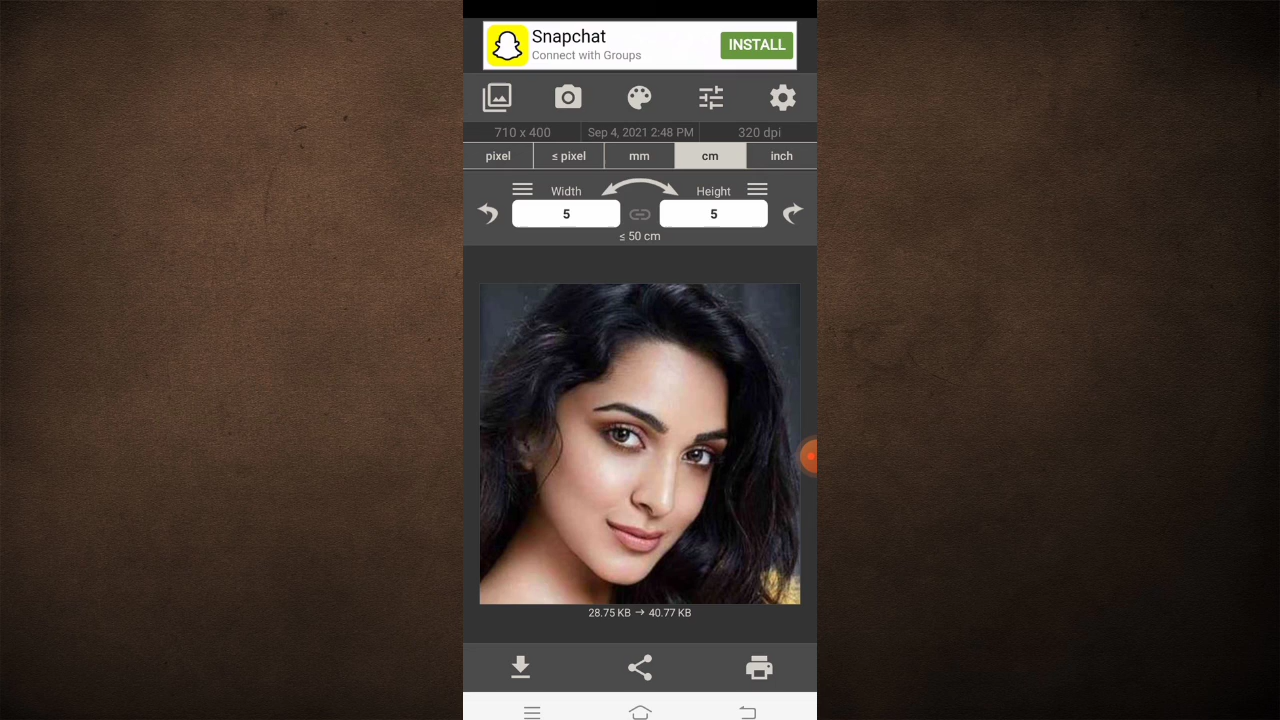 Snapchat
Connect with Groups
INSTALL
710 x 400
Sep 4, 2021 2:48 PM
320 dpi
pixel
≤ pixel
mm
cm
inch
Width
Height
5
5
≤ 50 cm
28.75 KB → 40.77 KB